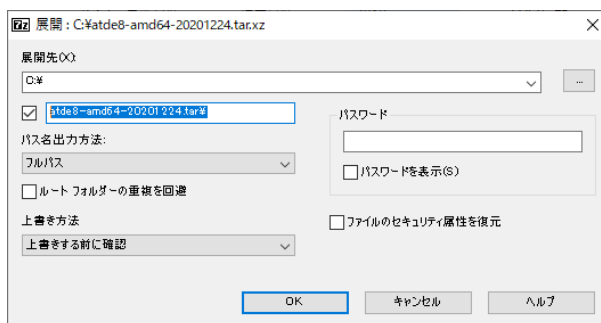 7z 展開 : C:¥atde8-amd64-20201224.tar.xz
展開先(X):
C:¥
...
atde8-amd64-20201224.tar¥
パス名出力方法:
フルパス
ルート フォルダーの重複を回避
上書き方法
上書きする前に確認
パスワード
パスワードを表示(S)
ファイルのセキュリティ属性を復元
OK
キャンセル
ヘルプ